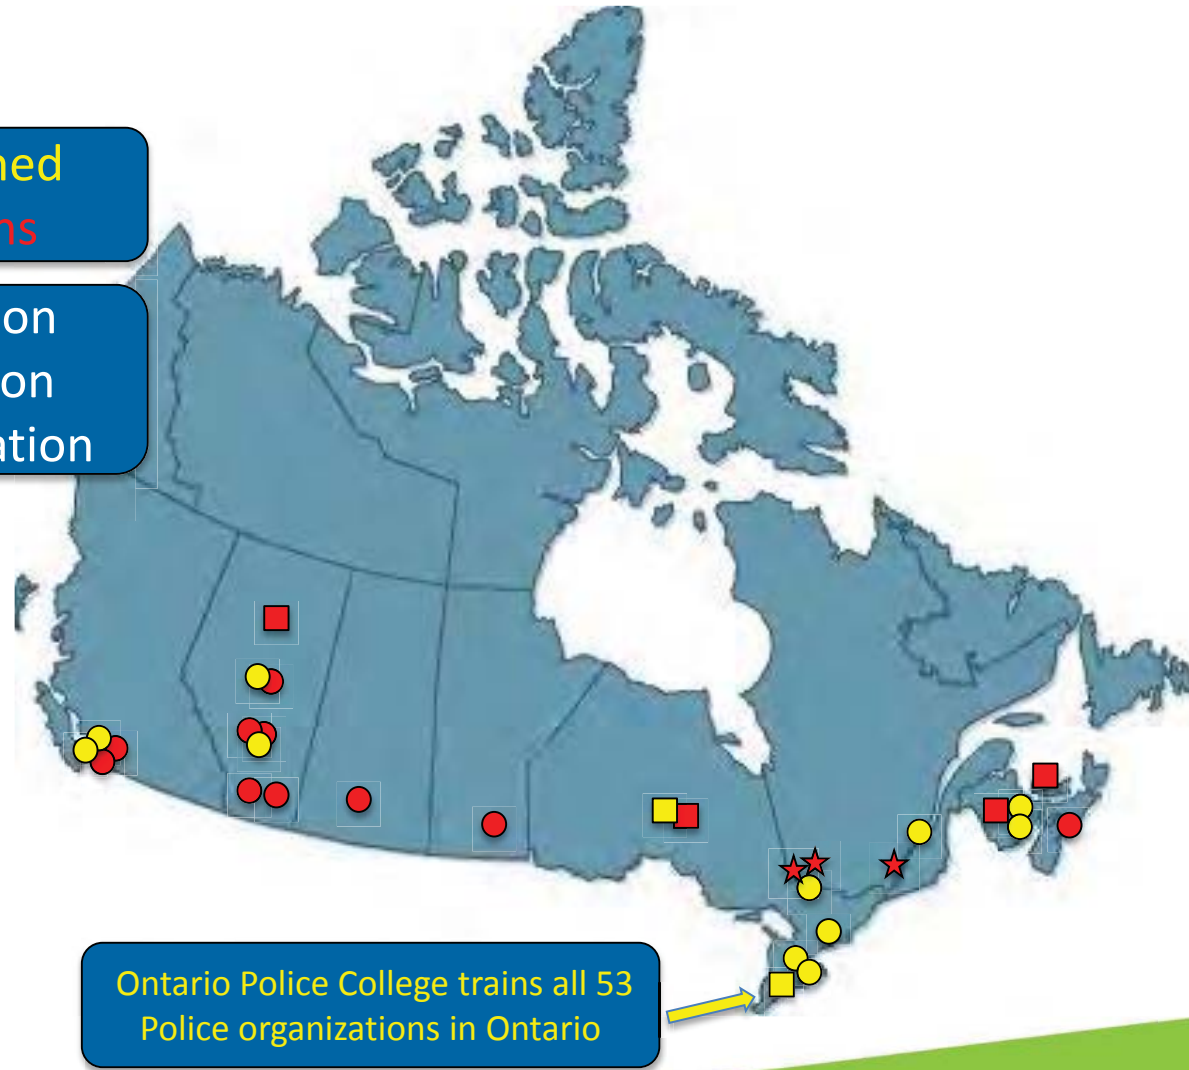 ned
ns
on
on
ation
Ontario Police College trains all 53
Police organizations in Ontario